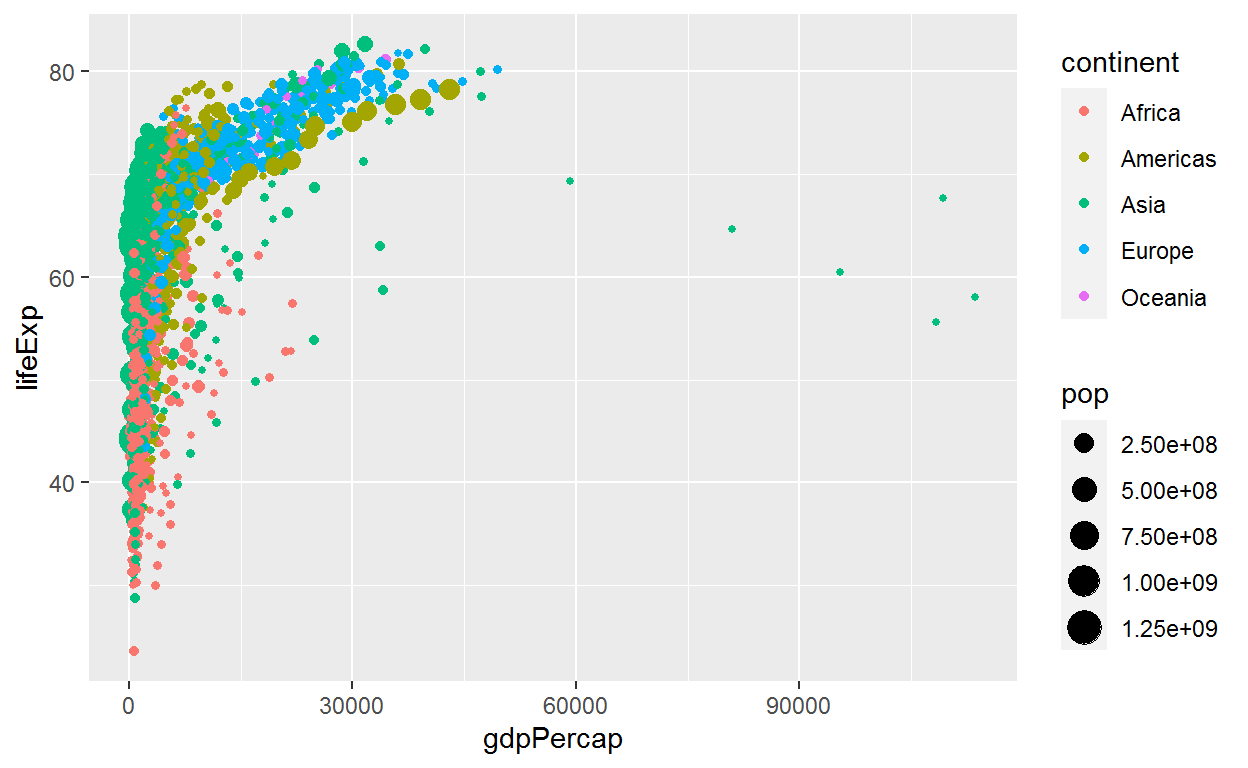 80
60
40
lifeExp
0 30000 60000 90000
gdpPercap
continent
Africa
Americas
Asia
Europe
Oceania
pop
2.50e+08
5.00e+08
7.50e+08
1.00e+09
1.25e+09